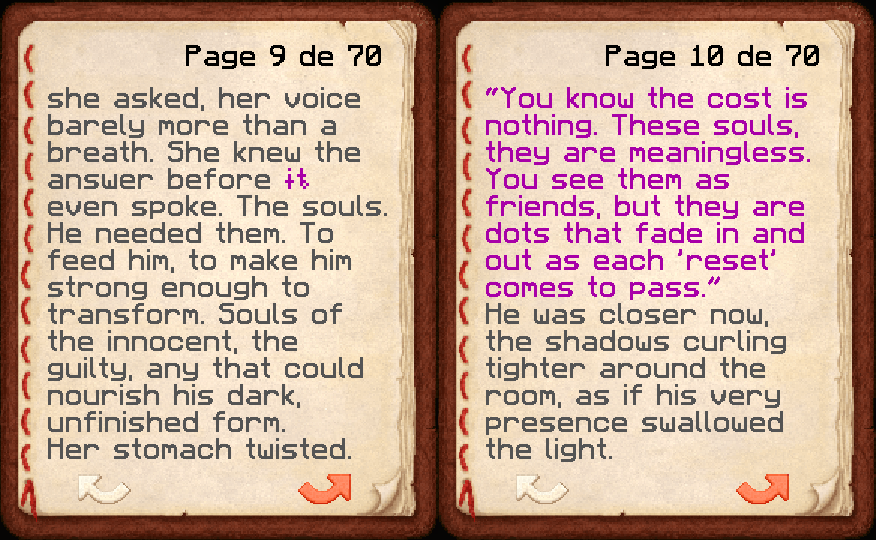 Page 9 de 70
she asked, her voice
barely more than a
breath. She knew the
answer before it
even spoke. The souls.
He needed them. To
feed him, to make him
strong enough to
transform. Souls of
the innocent, the
guilty, any that could
nourish his dark,
unfinished form.
Her stomach twisted.
Page 10 de 70
"You know the cost is
nothing. These souls,
they are meaningless.
You see them as
friends, but they are
dots that fade in and
out as each 'reset'
comes to pass."
He was closer now,
the shadows curling
tighter around the
room, as if his very
presence swallowed
the light.